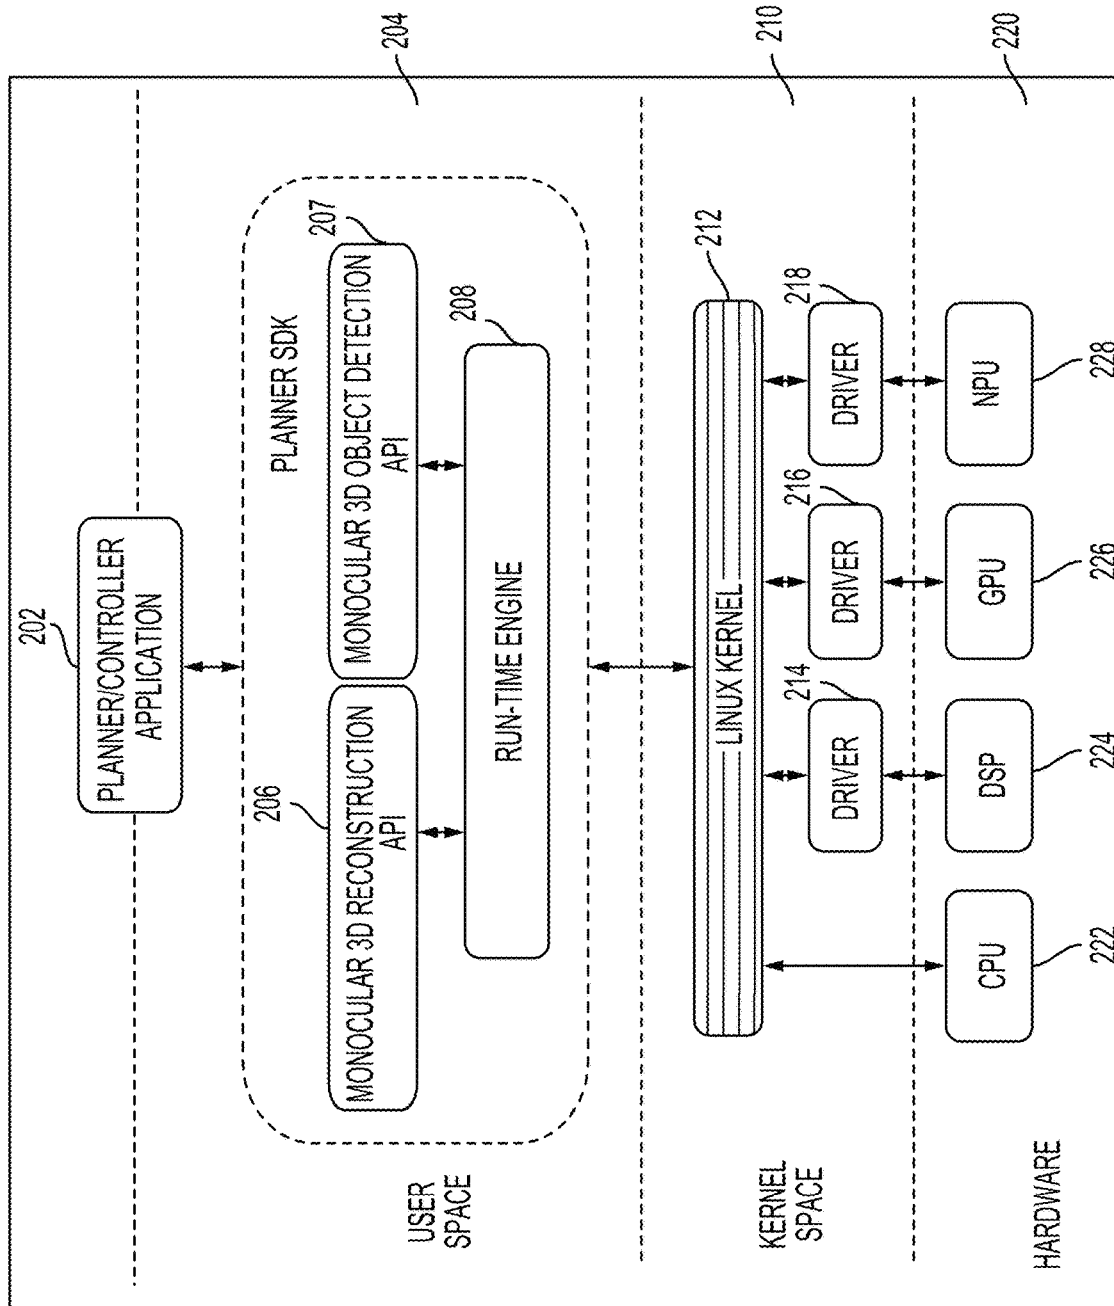 202
PLANNER/CONTROLLER
APPLICATION
204
PLANNER SDK
206
MONOCULAR 3D RECONSTRUCTION
API
207
MONOCULAR 3D OBJECT DETECTION
API
208
RUN-TIME ENGINE
USER
SPACE
210
212
LINUX KERNEL
214
DRIVER
216
DRIVER
218
DRIVER
KERNEL
SPACE
220
CPU
DSP
GPU
NPU
222
224
226
228
HARDWARE